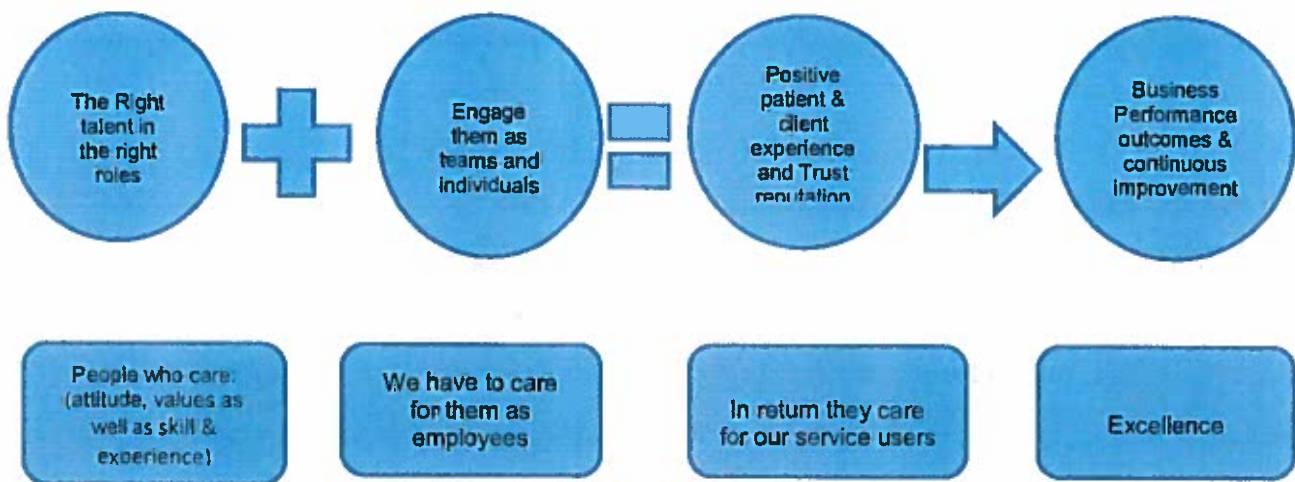 The Right
talent in
the right
roles
Engage
them as
teams and
individuals
Positive
patient &
client
experience
and Trust
reputation
Business
Performance
outcomes &
continuous
improvement
People who care:
(attitude, values as
well as skill &
experience)
We have to care
for them as
employees
In return they care
for our service users
Excellence